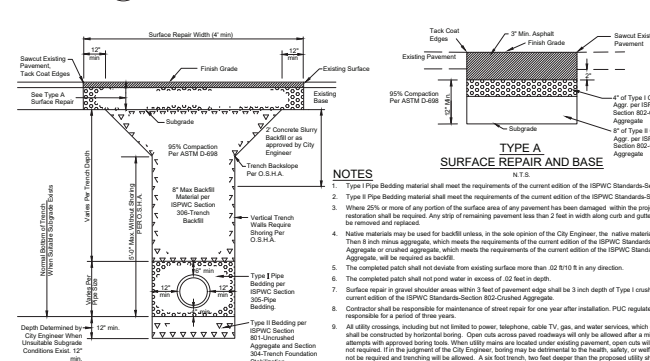 Surface Repair Width (4' min)
12"
min.
12"
min.
Sawcut Existing
Pavement,
Tack Coat Edges
Finish Grade
Existing Surface
See Type A
Surface Repair
Existing
Base
Subgrade
2' Concrete Slurry
Backfill or as
approved by City
Engineer
95% Compaction
Per ASTM D-698
Trench Backslope
Per O.S.H.A.
8" Max Backfill
Material per
ISPWC Section
306-Trench
Backfill
Vertical Trench
Walls Require
Shoring Per
O.S.H.A.
Normal Bottom of Trench
When Suitable Subgrade Exists
Varies Per Trench Depth
5'-0" Max. Without Shoring
PER O.S.H.A.
Varies Per
Pipe Size
6" min
12"
min
12"
min
Type I Pipe
Bedding per
ISPWC Section
305-Pipe
Bedding.
Depth Determined by
City Engineer When
Unsuitable Subgrade
Conditions Exist. 12"
min.
12" min.
Type II Bedding per
ISPWC Section
801-Uncrushed
Aggregate and Section
304-Trench Foundation
Tack Coat
Edges
3" Min. Asphalt
Finish Grade
Sawcut Exist
Pavement
Existing Pavement
2"
95% Compaction
Per ASTM D-698
12" Min.
4" of Type I C
Aggr. per ISP
Section 802-C
Aggregate
8" of Type II
Aggr. per ISP
Section 802-
Aggregate
Subgrade
TYPE A
SURFACE REPAIR AND BASE
N.T.S.
NOTES
1. Type I Pipe Bedding material shall meet the requirements of the current edition of the ISPWC Standards-Se
2. Type II Pipe Bedding material shall meet the requirements of the current edition of the ISPWC Standards-S
3. Where 25% or more of any portion of the surface area of any pavement has been damaged within the proje
restoration shall be required. Any strip of remaining pavement less than 2 feet in width along curb and gutte
be removed and replaced.
4. Native materials may be used for backfill unless, in the sole opinion of the City Engineer, the native materia
Then 8 inch minus aggregate, which meets the requirements of the current edition of the ISPWC Standards
Aggregate or crushed aggregate, which meets the requirements of the current edition of the ISPWC Standa
Aggregate, will be required as backfill.
5. The completed patch shall not deviate from existing surface more than .02 ft/10 ft in any direction.
6. The completed patch shall not pond water in excess of .02 feet in depth.
7. Surface repair in gravel shoulder areas within 3 feet of pavement edge shall be 3 inch depth of Type I crush
current edition of the ISPWC Standards-Section 802-Crushed Aggregate.
8. Contractor shall be responsible for maintenance of street repair for one year after installation. PUC regulate
responsible for a period of three years.
9. All utility crossings, including but not limited to power, telephone, cable TV, gas, and water services, which
shall be constructed by horizontal boring. Open cuts across paved roadways will only be allowed after a mi
attempts with approved boring tools. When utility mains are located under existing pavement, open cuts will
not required. If in the judgment of the City Engineer, boring may be detrimental to the health, safety, or welf
not be required and trenching will be allowed. A six foot trench, two feet deeper than the proposed utility sh